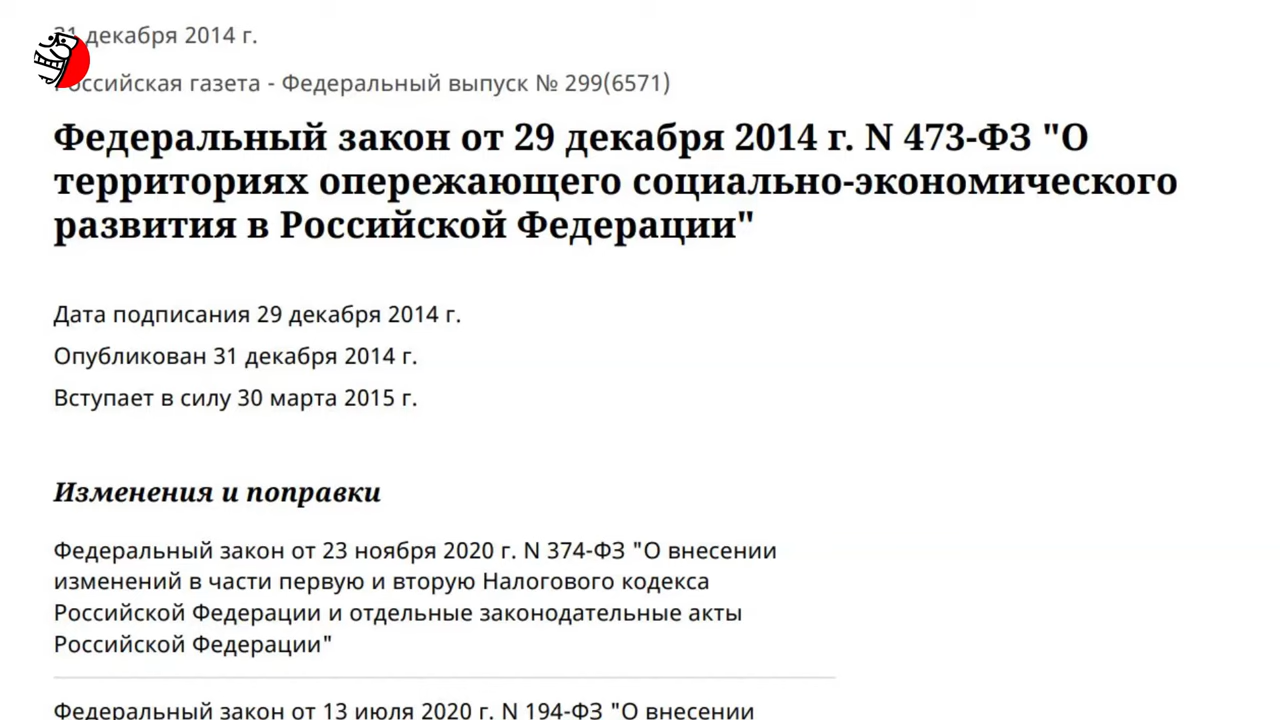 31 декабря 2014 г.
Российская газета - Федеральный выпуск № 299(6571)
Федеральный закон от 29 декабря 2014 г. N 473-ФЗ "О
территориях опережающего социально-экономического
развития в Российской Федерации"
Дата подписания 29 декабря 2014 г.
Опубликован 31 декабря 2014 г.
Вступает в силу 30 марта 2015 г.
Изменения и поправки
Федеральный закон от 23 ноября 2020 г. N 374-ФЗ "О внесении
изменений в части первую и вторую Налогового кодекса
Российской Федерации и отдельные законодательные акты
Российской Федерации"
Федеральный закон от 13 июля 2020 г. N 194-ФЗ "О внесении